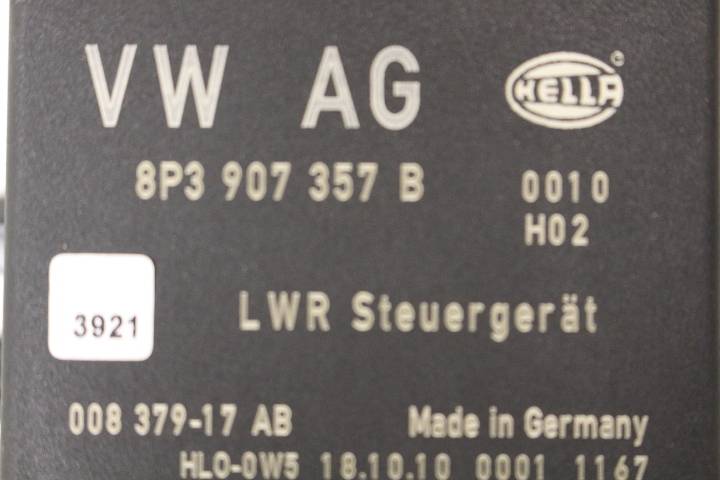 VW AG HELLA
8P3 907 357 B 0010
H02
3921 LWR Steuergerät
008 379-17 AB Made in Germany
HLO-0W5 18.10.10 0001 1167